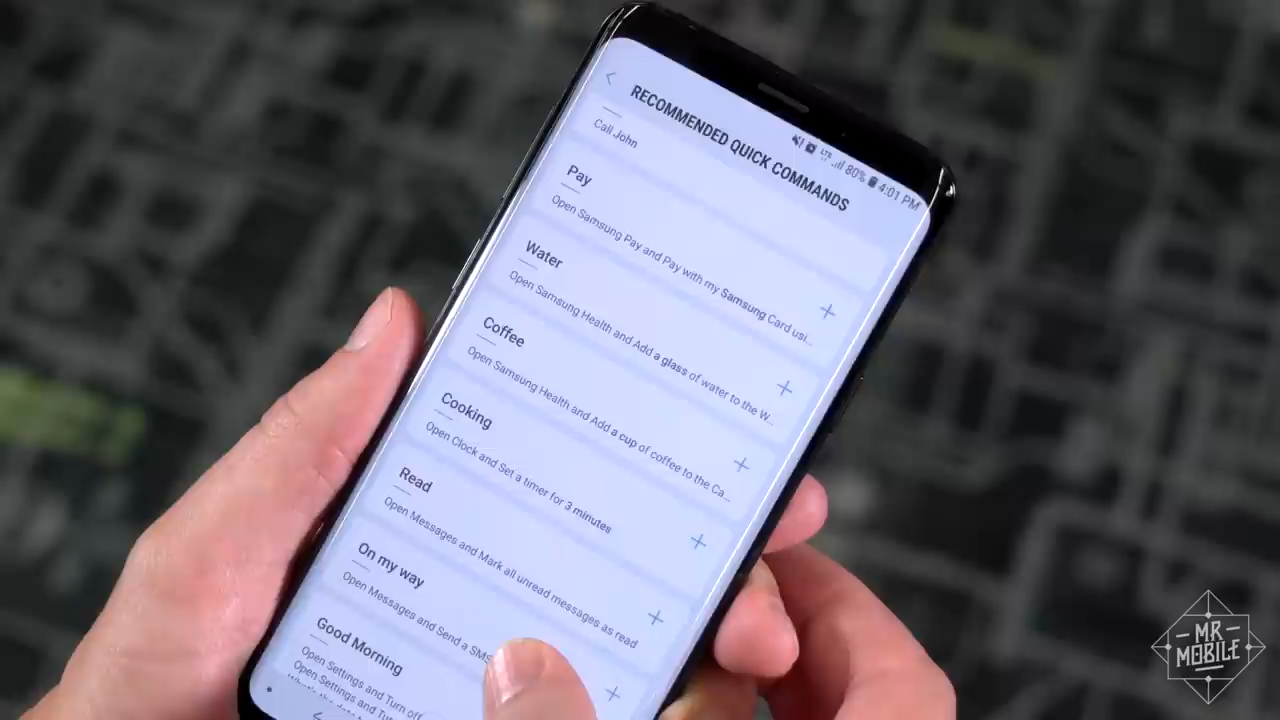 LTE 80% 4:01 PM
RECOMMENDED QUICK COMMANDS
Call John
Pay
Open Samsung Pay and Pay with my Samsung Card usi...
Water
Open Samsung Health and Add a glass of water to the W...
Coffee
Open Samsung Health and Add a cup of coffee to the Ca...
Cooking
Open Clock and Set a timer for 3 minutes
Read
Open Messages and Mark all unread messages as read
On my way
Open Messages and Send a SMS
Good Morning
Open Settings and Turn off
Open Settings and
MR
MOBILE